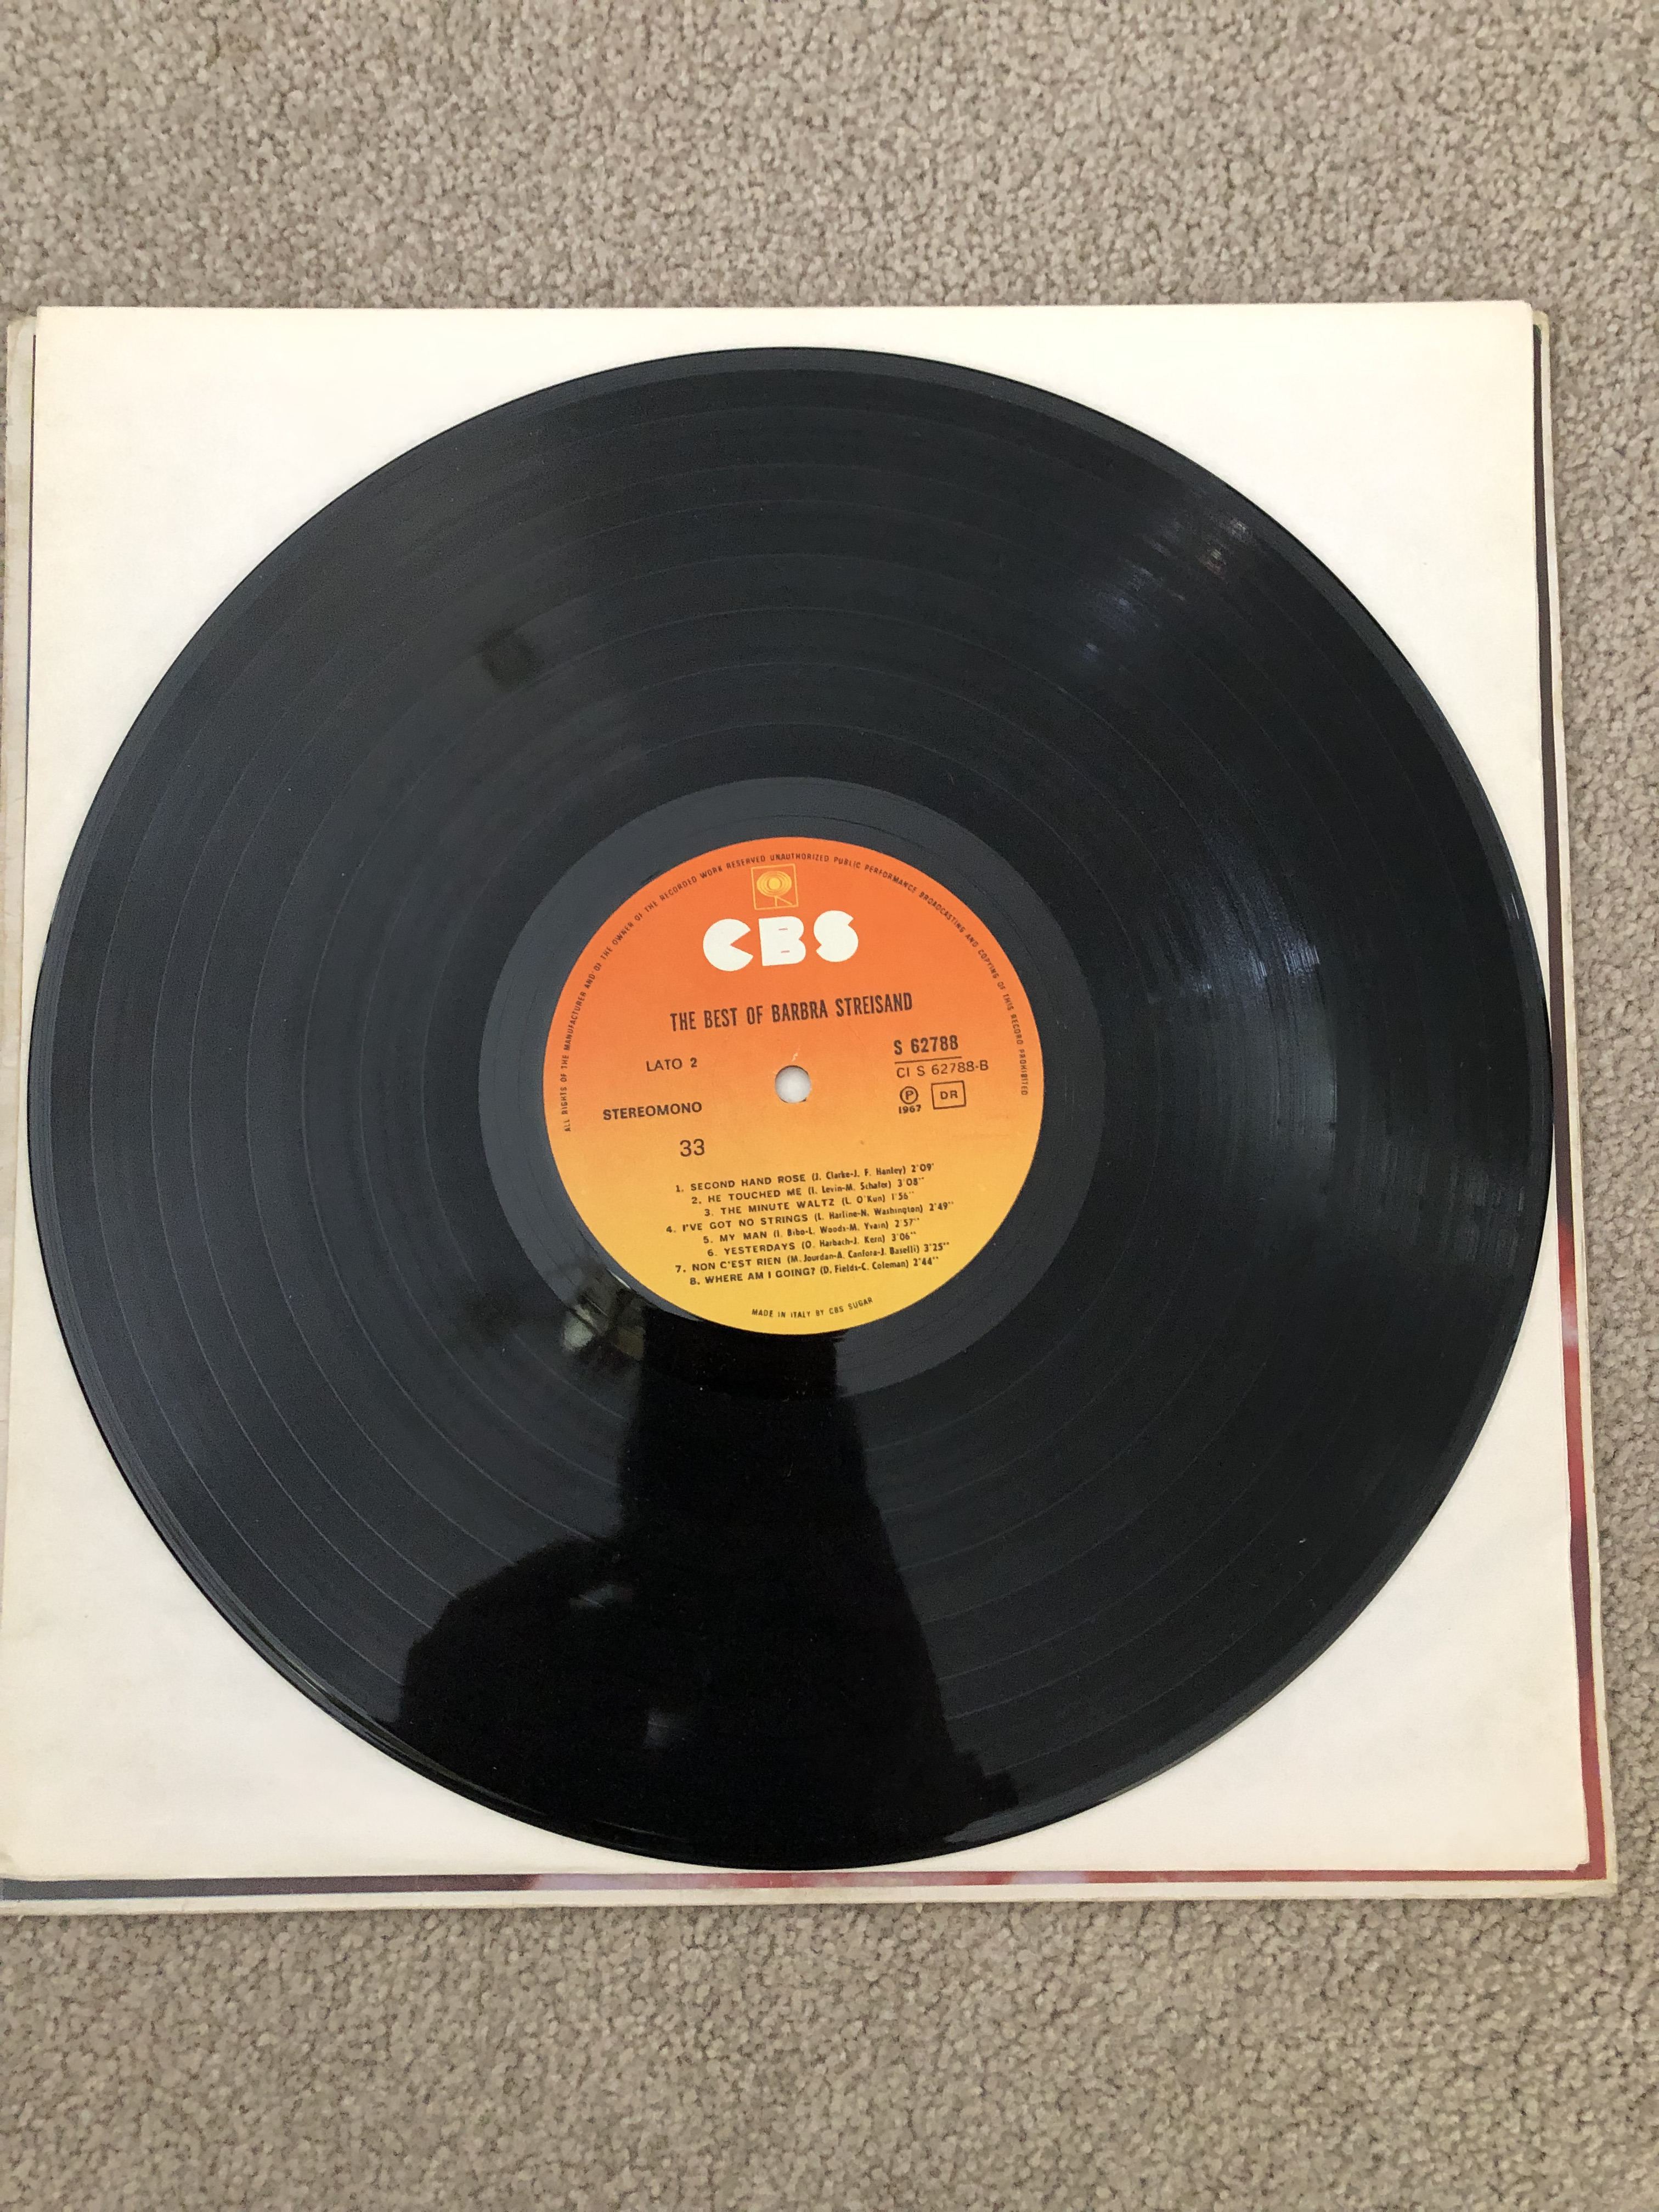 ALL RIGHTS OF THE MANUFACTURER AND OF THE OWNER OF THE RECORDED WORK RESERVED UNAUTHORIZED PUBLIC PERFORMANCE BROADCASTING AND COPYING OF THIS RECORD PROHIBITED
CBS
THE BEST OF BARBRA STREISAND
LATO 2
S 62788
CI S 62788-B
STEREOMONO
P 1967
DR
33
1. SECOND HAND ROSE (J. Clarke-J. F. Hanley) 2'09'
2. HE TOUCHED ME (I. Levin-M. Schafer) 3'08''
3. THE MINUTE WALTZ (L. O'Kun) 1'56''
4. I'VE GOT NO STRINGS (L. Harline-N. Washington) 2'49''
5. MY MAN (I. Bibo-L. Woods-M. Yvain) 2'57''
6. YESTERDAYS (O. Harbach-J. Kern) 3'06''
7. NON C'EST RIEN (M. Jourdan-A. Canfora-J. Baselli) 3'25''
8. WHERE AM I GOING? (D. Fields-C. Coleman) 2'44''
MADE IN ITALY BY CBS SUGAR